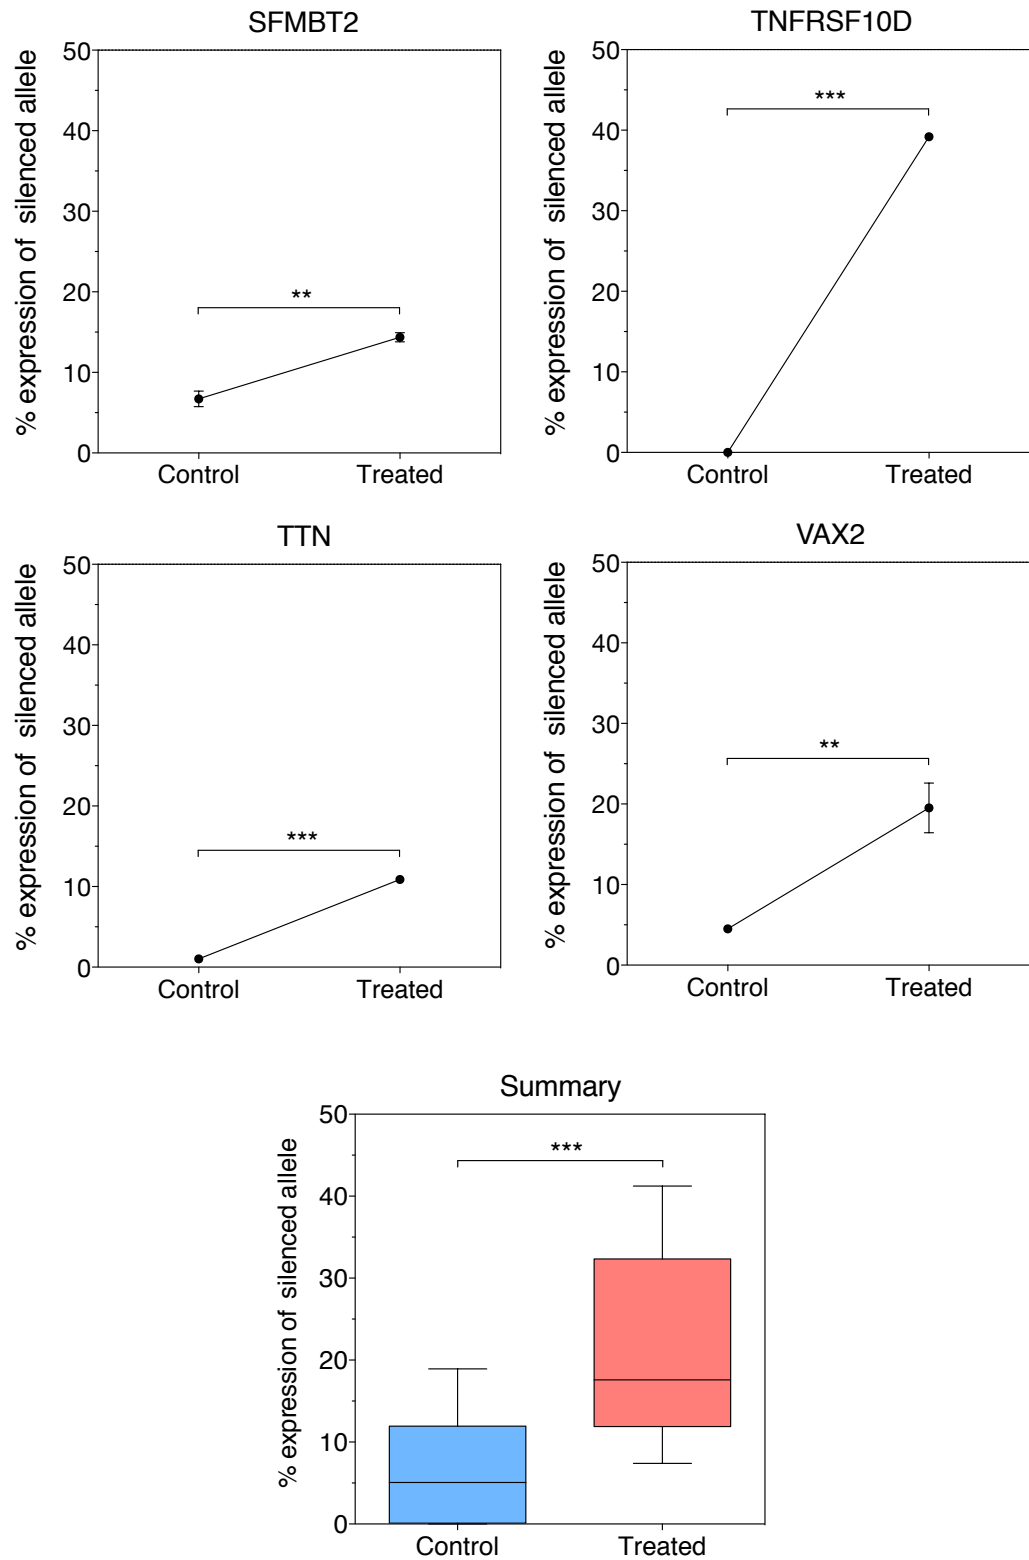 SFMBT2
% expression of silenced allele
50
40
30
20
10
0
**
Control Treated
TNFRSF10D
% expression of silenced allele
50
40
30
20
10
0
***
Control Treated
TTN
% expression of silenced allele
50
40
30
20
10
0
***
Control Treated
VAX2
% expression of silenced allele
50
40
30
20
10
0
**
Control Treated
Summary
% expression of silenced allele
50
40
30
20
10
0
***
Control Treated